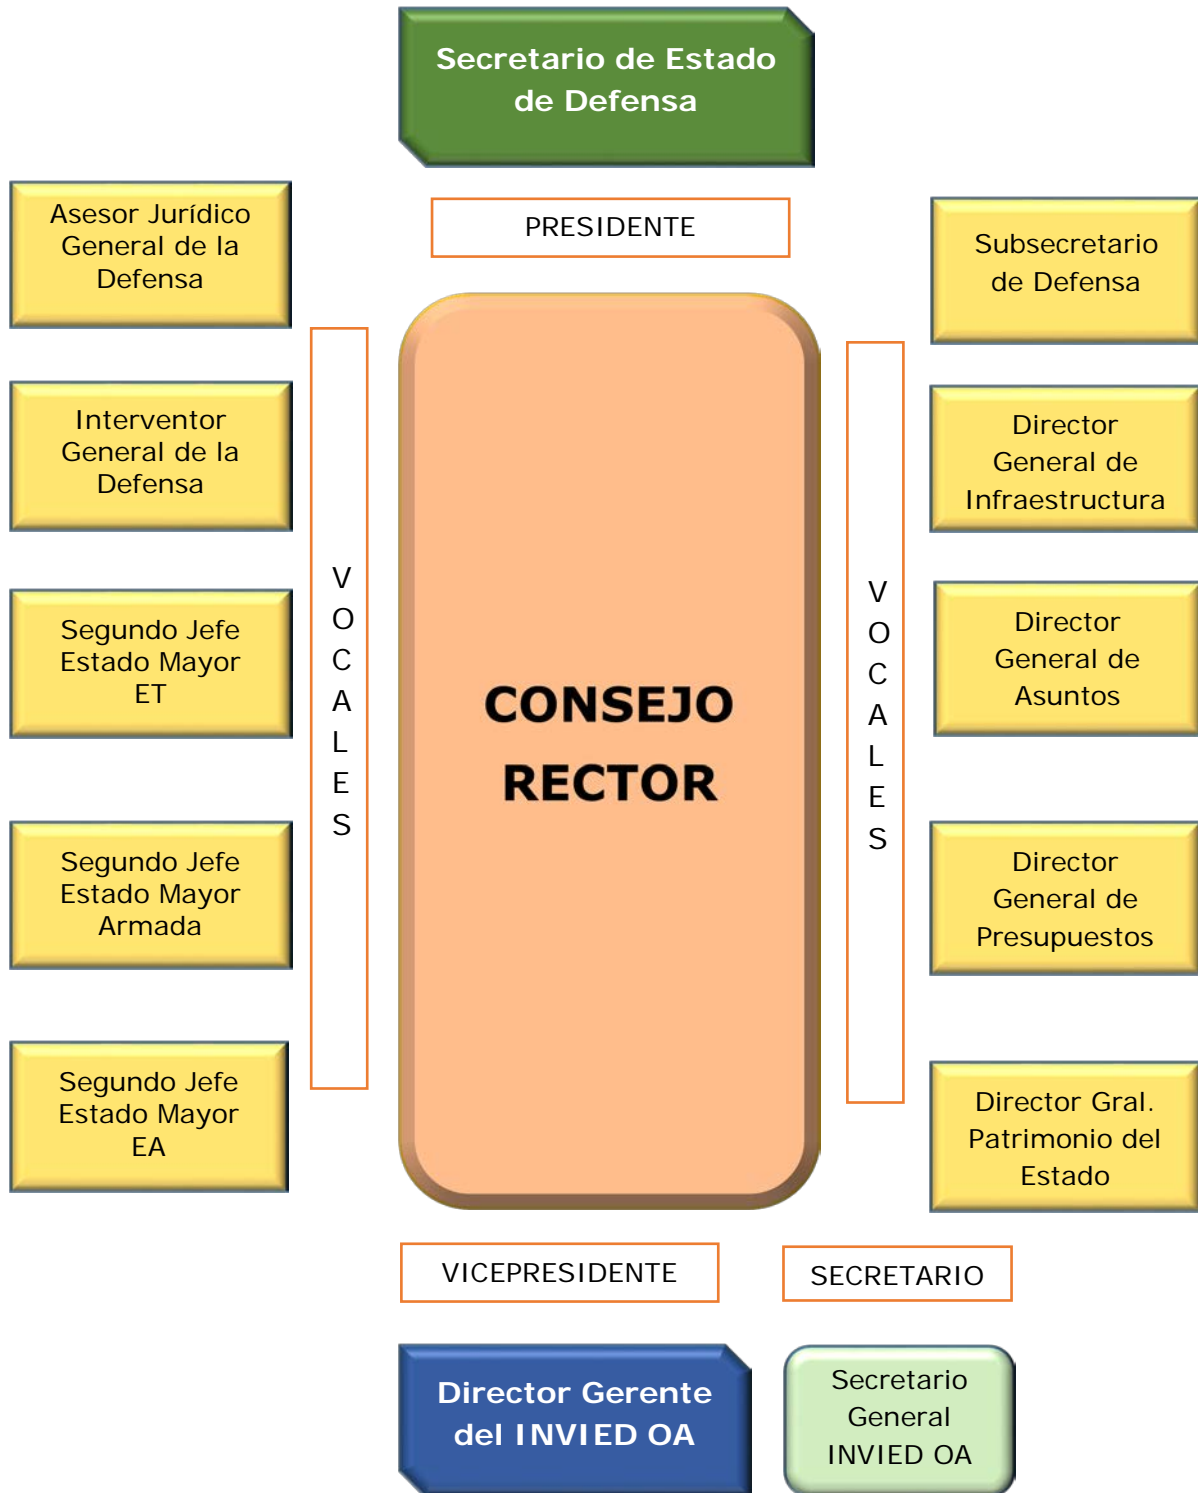 Secretario de Estado
de Defensa
PRESIDENTE
Asesor Jurídico
General de la
Defensa
Interventor
General de la
Defensa
Segundo Jefe
Estado Mayor
ET
Segundo Jefe
Estado Mayor
Armada
Segundo Jefe
Estado Mayor
EA
VOCALES
CONSEJO
RECTOR
VOCALES
Subsecretario
de Defensa
Director
General de
Infraestructura
Director
General de
Asuntos
Director
General de
Presupuestos
Director Gral.
Patrimonio del
Estado
VICEPRESIDENTE
SECRETARIO
Director Gerente
del INVIED OA
Secretario
General
INVIED OA